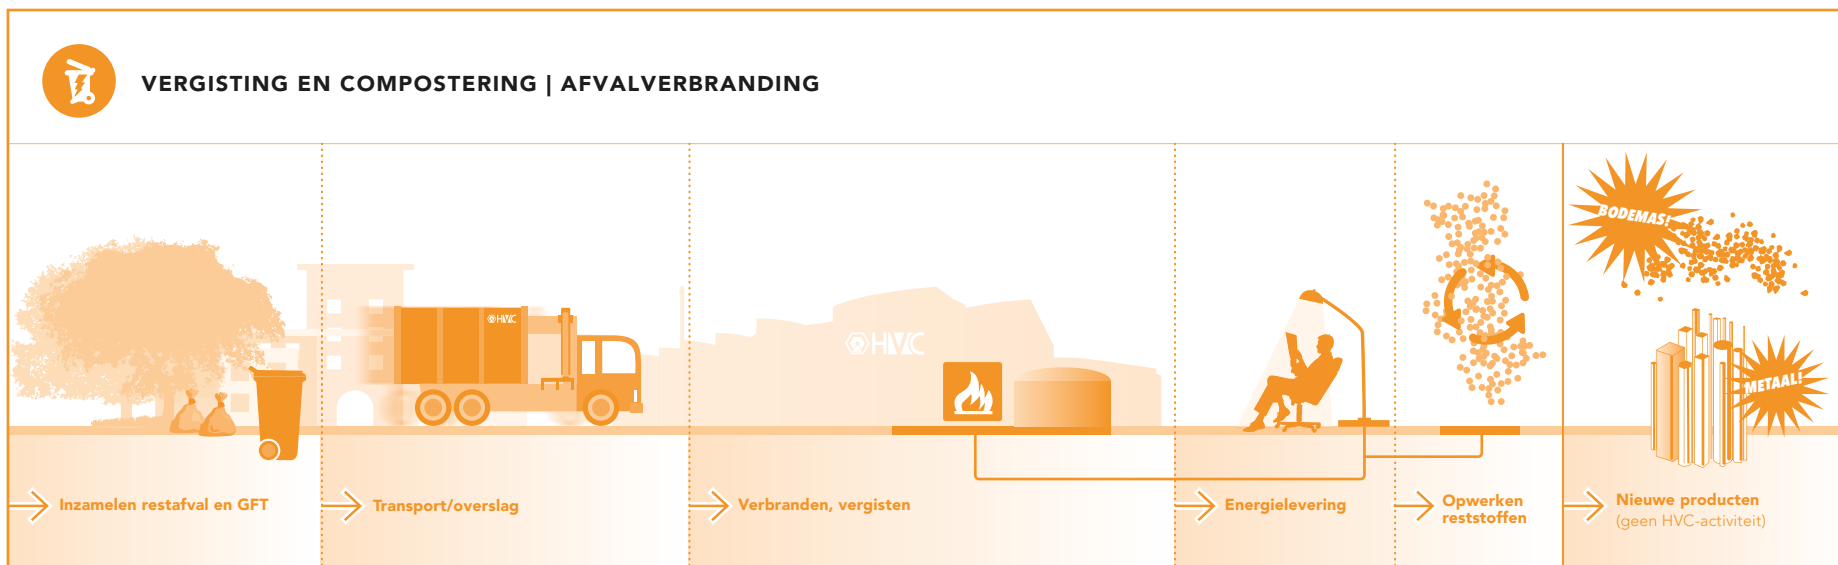 VERGISTING EN COMPOSTERING | AFVALVERBRANDING
HVC
HVC
BODEMAS!
METAAL!
Inzamelen restafval en GFT
Transport/overslag
Verbranden, vergisten
Energielevering
Opwerken
reststoffen
Nieuwe producten
(geen HVC-activiteit)